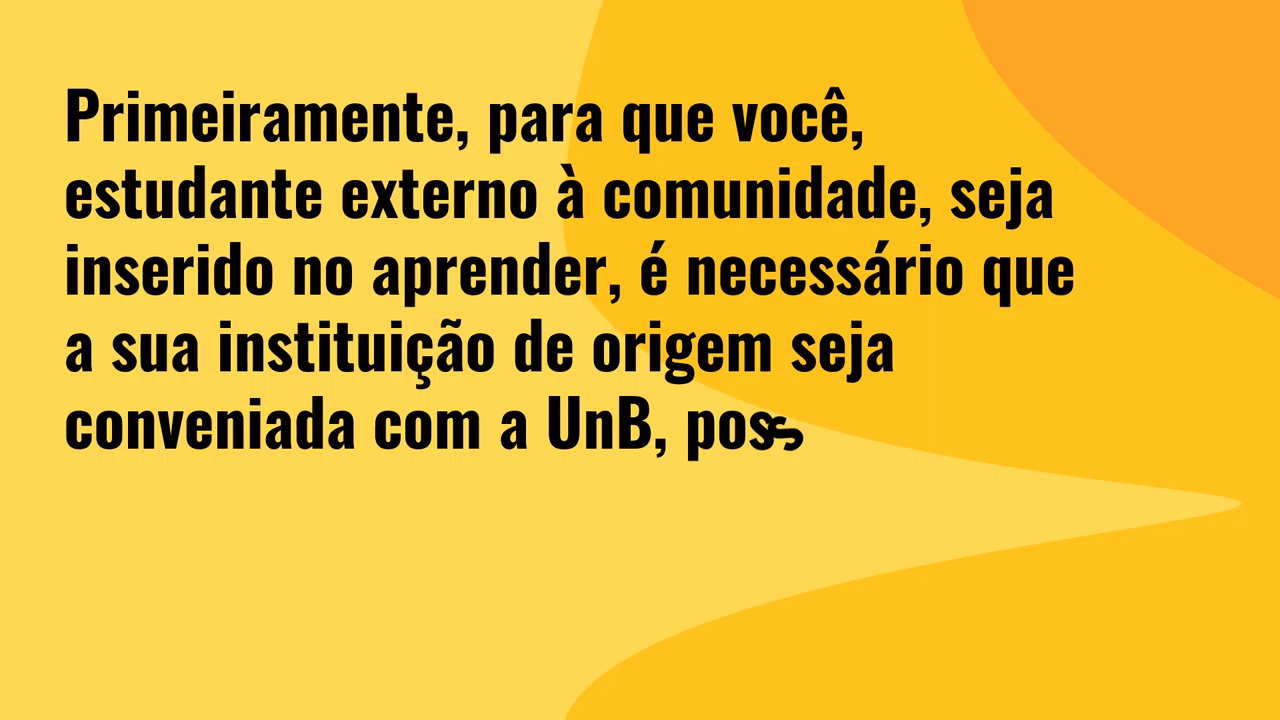 Primeiramente, para que você,
estudante externo à comunidade, seja
inserido no aprender, é necessário que
a sua instituição de origem seja
conveniada com a UnB, poss